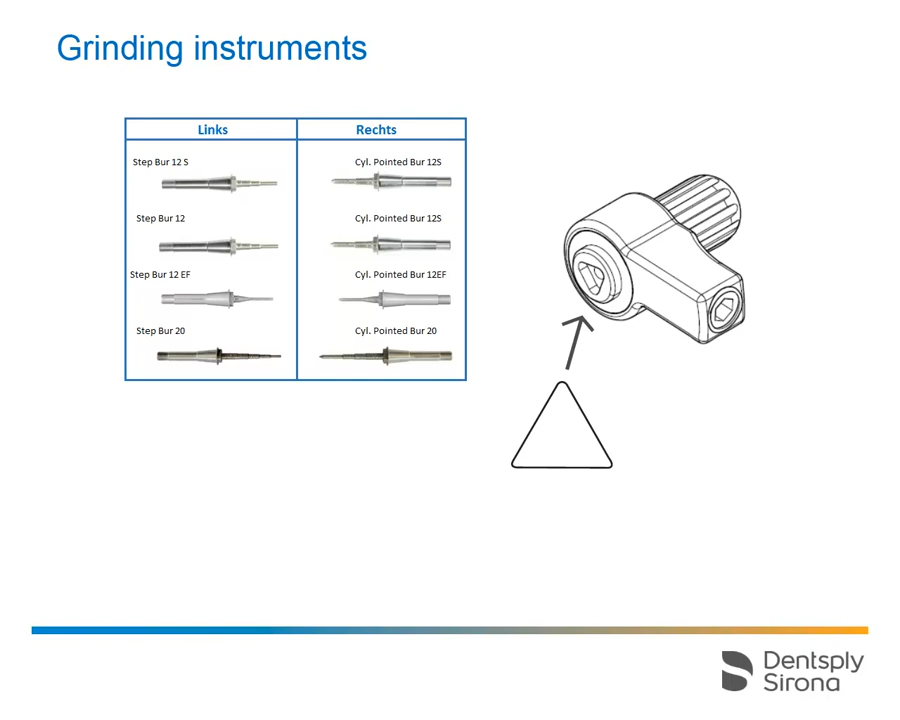 Grinding instruments
Links
Rechts
Step Bur 12 S
Cyl. Pointed Bur 12S
Step Bur 12
Cyl. Pointed Bur 12S
Step Bur 12 EF
Cyl. Pointed Bur 12EF
Step Bur 20
Cyl. Pointed Bur 20
Dentsply
Sirona